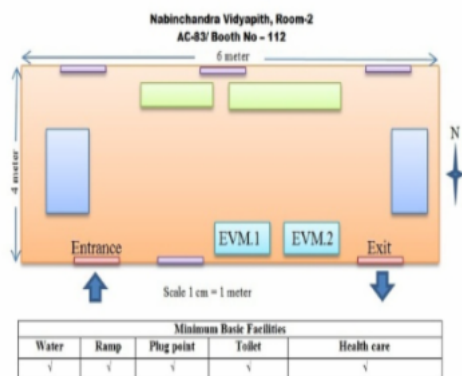 Nabinchandra Vidyapith, Room-2
AC-83/ Booth No – 112
6 meter
4 meter
N
Entrance
EVM.1
EVM.2
Exit
Scale 1 cm = 1 meter
Minimum Basic Facilities
Water Ramp Plug point Toilet Health care
√ √ √ √ √